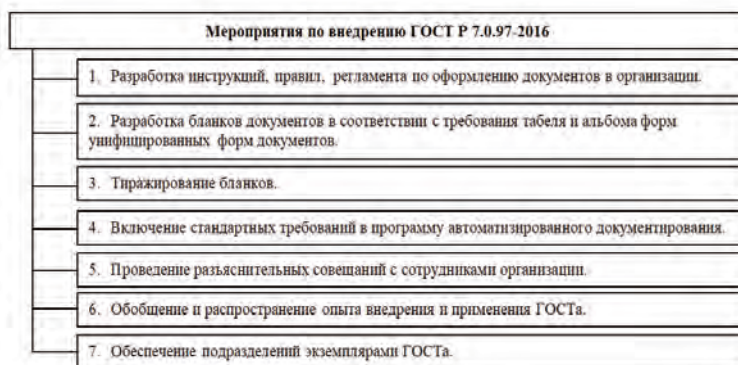 Мероприятия по внедрению ГОСТ Р 7.0.97-2016
1. Разработка инструкций, правил, регламента по оформлению документов в организации.
2. Разработка бланков документов в соответствии с требования табеля и альбома форм
унифицированных форм документов.
3. Тиражирование бланков.
4. Включение стандартных требований в программу автоматизированного документирования.
5. Проведение разъяснительных совещаний с сотрудниками организации.
6. Обобщение и распространение опыта внедрения и применения ГОСТа.
7. Обеспечение подразделений экземплярами ГОСТа.